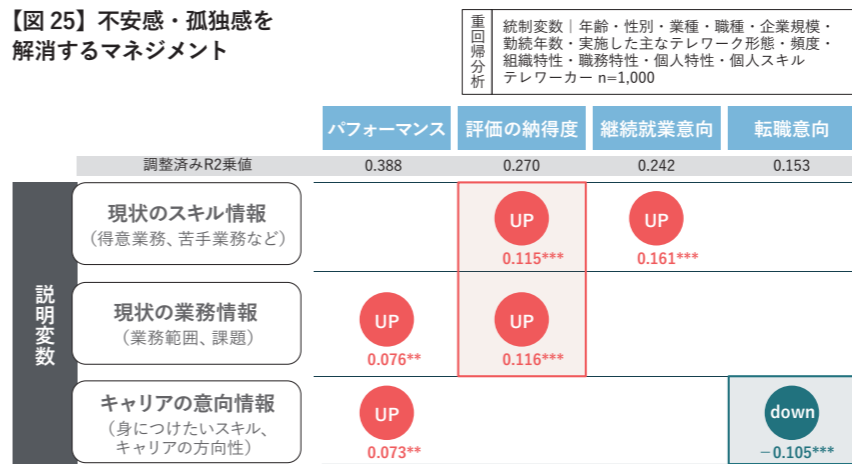 【図 25】不安感・孤独感を
解消するマネジメント
重回帰分析
統制変数｜年齢・性別・業種・職種・企業規模・
勤続年数・実施した主なテレワーク形態・頻度・
組織特性・職務特性・個人特性・個人スキル
テレワーカー n=1,000
パフォーマンス 評価の納得度 継続就業意向 転職意向
調整済みR2乗値 0.388 0.270 0.242 0.153
説明変数
現状のスキル情報
（得意業務、苦手業務など）
UP UP
0.115*** 0.161***
現状の業務情報
（業務範囲、課題）
UP UP
0.076** 0.116***
キャリアの意向情報
（身につけたいスキル、
キャリアの方向性）
UP down
0.073** －0.105***